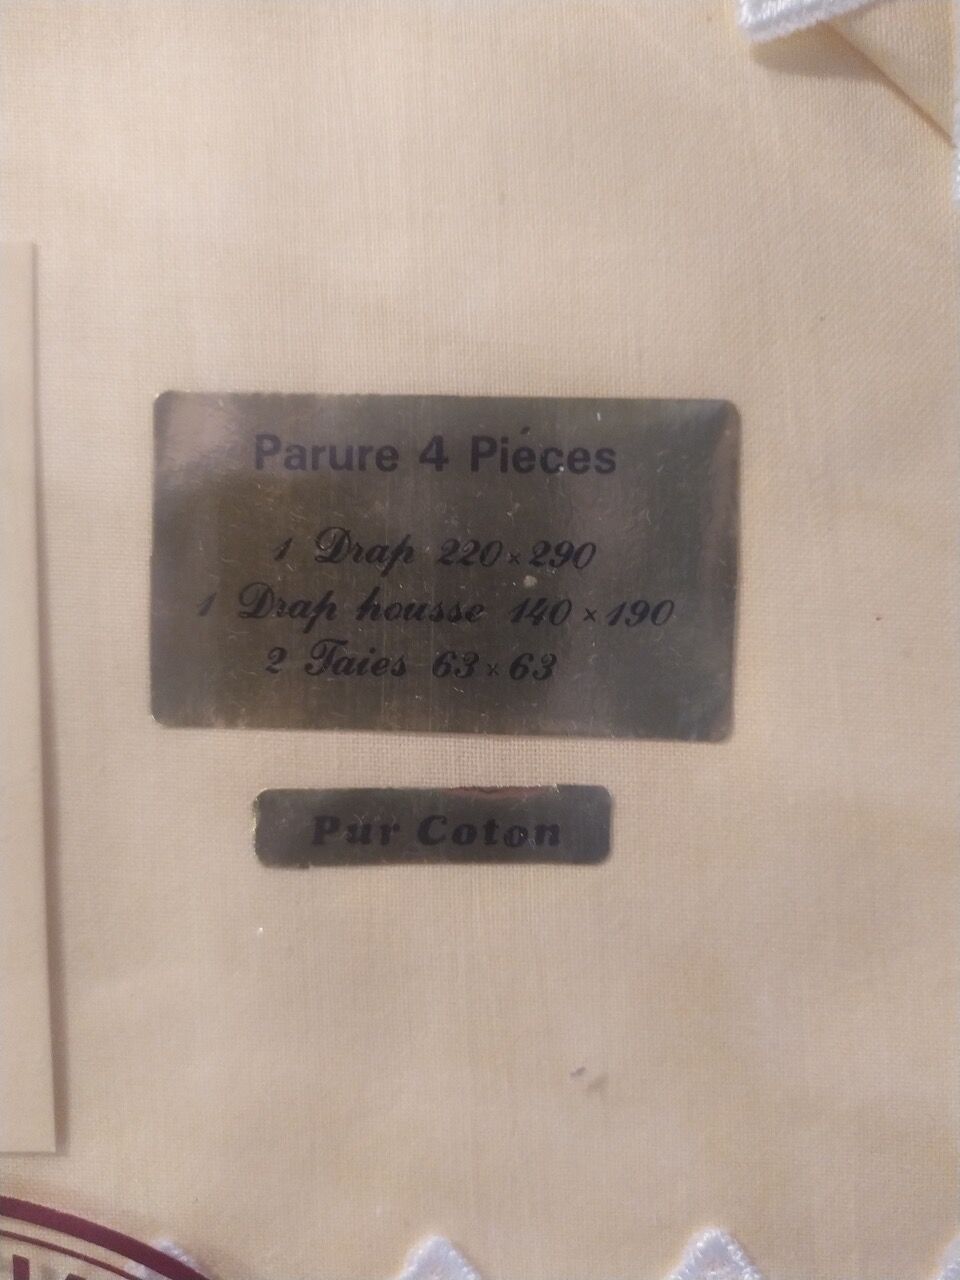 Parure 4 Piéces
1 Drap 220×290
1 Drap housse 140×190
2 Taies 63×63
Pur Coton